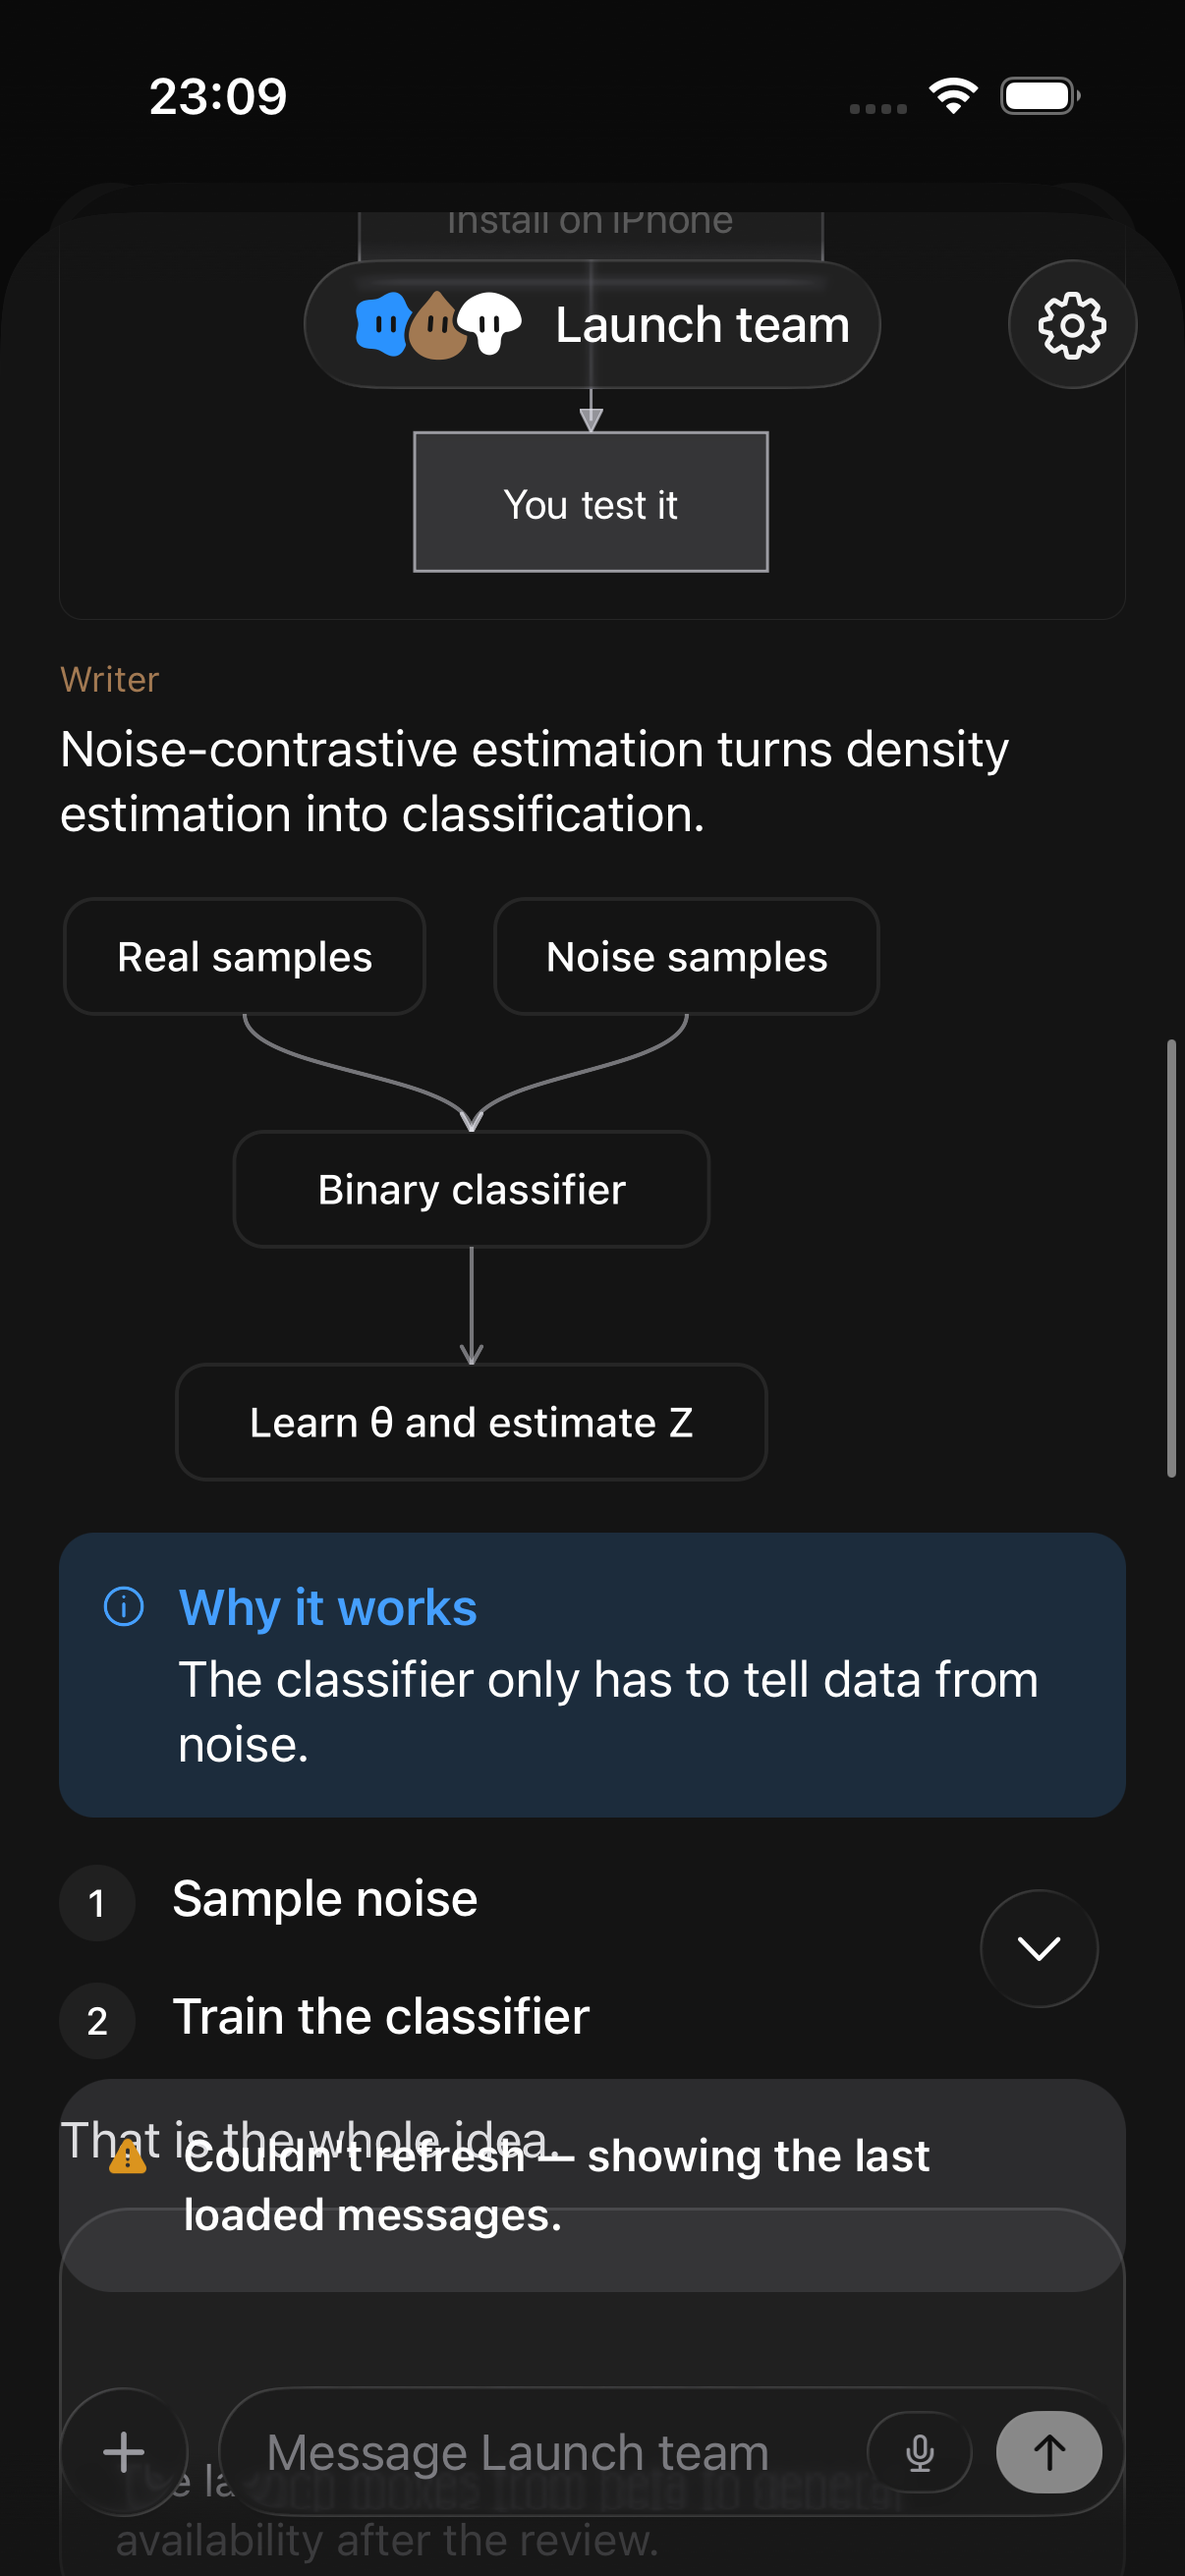 23:09
Install on iPhone
Launch team
You test it
Writer
Noise-contrastive estimation turns density
estimation into classification.
Real samples
Noise samples
Binary classifier
Learn θ and estimate Z
Why it works
The classifier only has to tell data from
noise.
1 Sample noise
2 Train the classifier
That is the whole idea.
Couldn't refresh — showing the last
loaded messages.
Message Launch team
availability after the review.